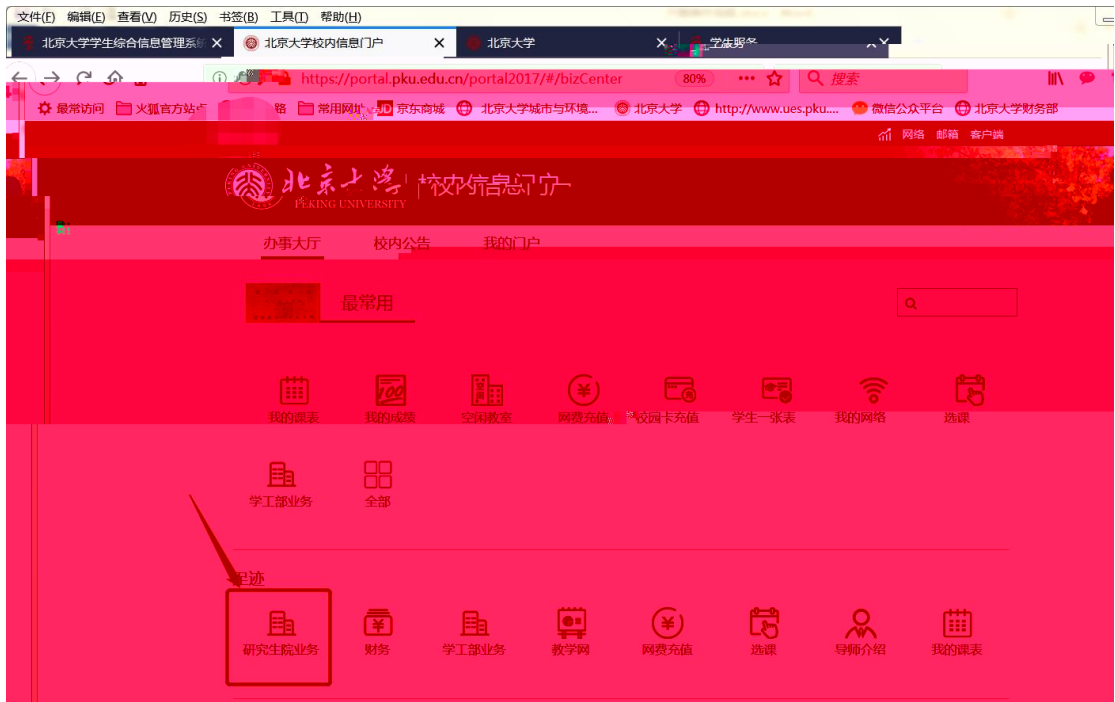 文件(F) 编辑(E) 查看(V) 历史(S) 书签(B) 工具(T) 帮助(H)
北京大学学生综合信息管理系统 北京大学校内信息门户 北京大学
https://portal.pku.edu.cn/portal2017/#/bizCenter 80% 搜索
最常访问 火狐官方站点 常用网址 JD 京东商城 北京大学城市与环境... 北京大学 http://www.ues.pku.... 微信公众平台 北京大学财务部
网络 邮箱 客户端
北京大学 校内信息门户
PEKING UNIVERSITY
办事大厅 校内公告 我的门户
最常用
我的课表 我的成绩 空闲教室 网费充值 校园卡充值 学生一张表 我的网络 选课
学工部业务 全部
足迹
研究生院业务 财务 学工部业务 教学网 网费充值 选课 导师介绍 我的课表